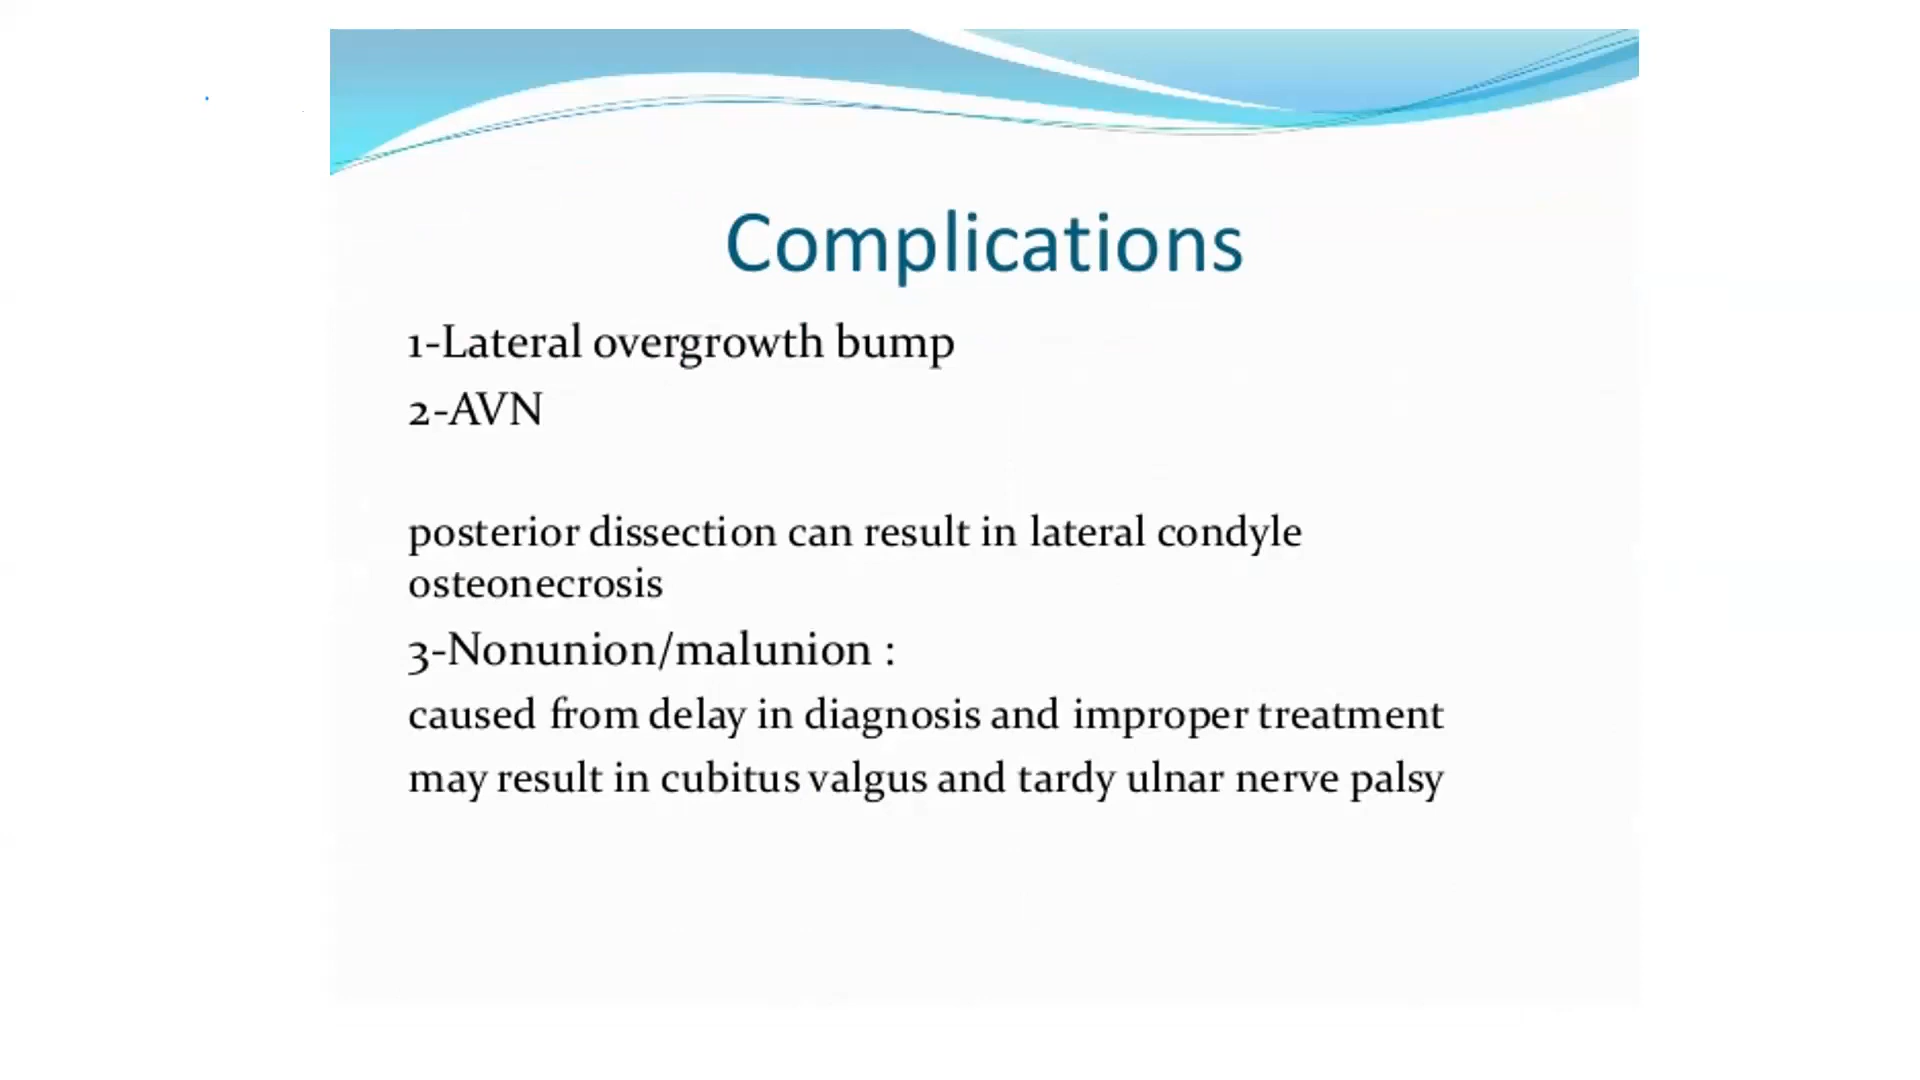 Complications
1-Lateral overgrowth bump
2-AVN
posterior dissection can result in lateral condyle
osteonecrosis
3-Nonunion/malunion :
caused from delay in diagnosis and improper treatment
may result in cubitus valgus and tardy ulnar nerve palsy